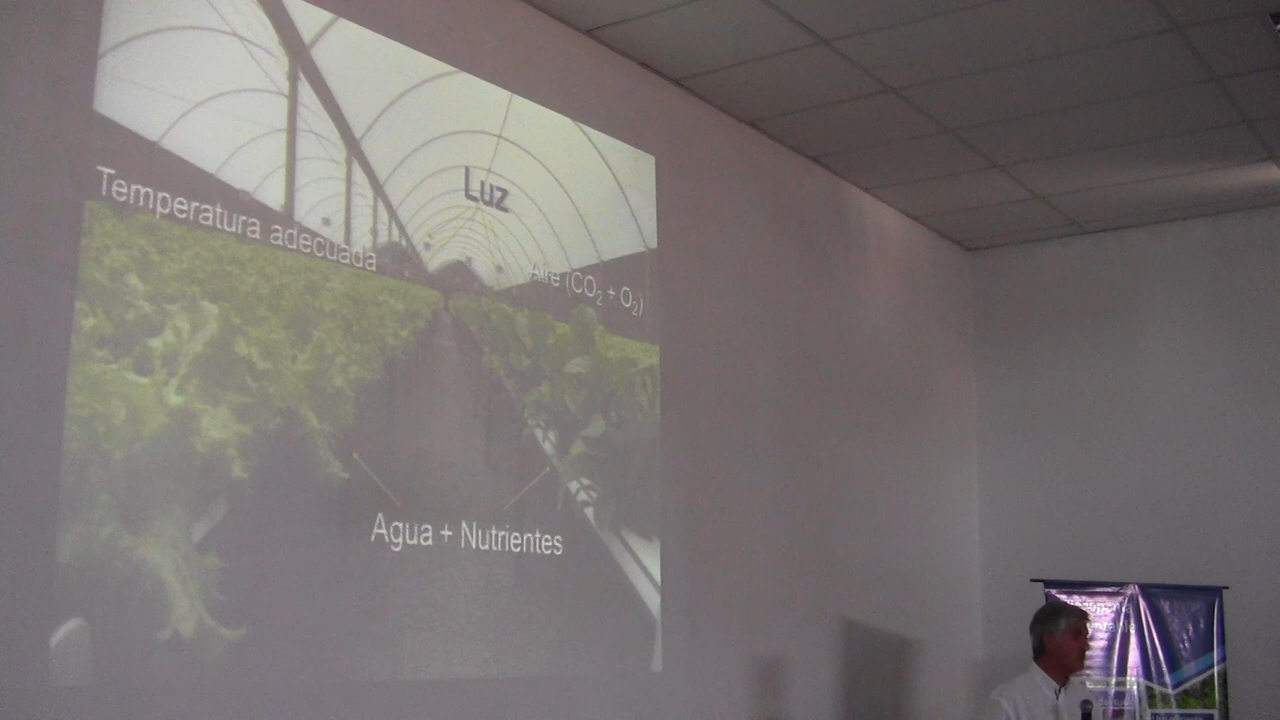 Luz
Temperatura adecuada
Aire (CO₂ + O₂)
Agua + Nutrientes